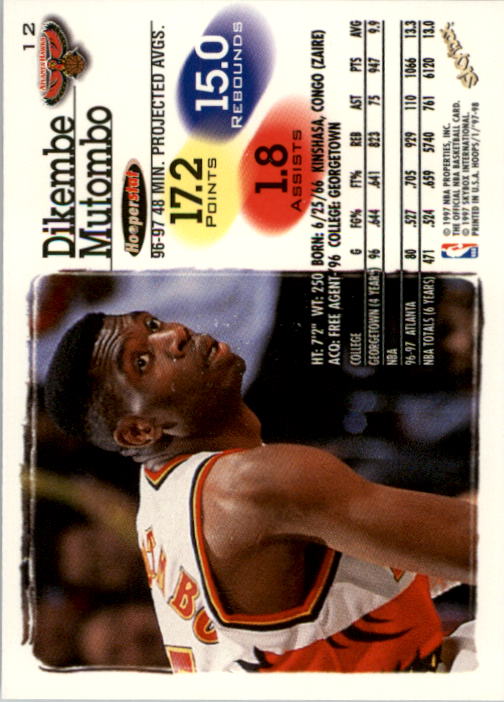 12
ATLANTA HAWKS
Dikembe
Mutombo
Hooperstat
96-97 48 MIN. PROJECTED AVGS.
17.2
POINTS
15.0
REBOUNDS
1.8
ASSISTS
HT: 7'2" WT: 250 BORN: 6/25/66 KINSHASA, CONGO (ZAIRE)
ACQ: FREE AGENT-'96 COLLEGE: GEORGETOWN
COLLEGE G FG% FT% REB AST PTS AVG
GEORGETOWN (4 YEARS) 96 .644 .641 823 75 947 9.9
NBA
96-97 ATLANTA 80 .527 .705 929 110 1066 13.3
NBA TOTALS (6 YEARS) 471 .524 .659 5740 761 6120 13.0
© 1997 NBA PROPERTIES, INC.
THE OFFICIAL NBA BASKETBALL CARD.
© 1997 SKYBOX INTERNATIONAL.
PRINTED IN U.S.A. HOOPS/1/'97-98
NBA
MBO